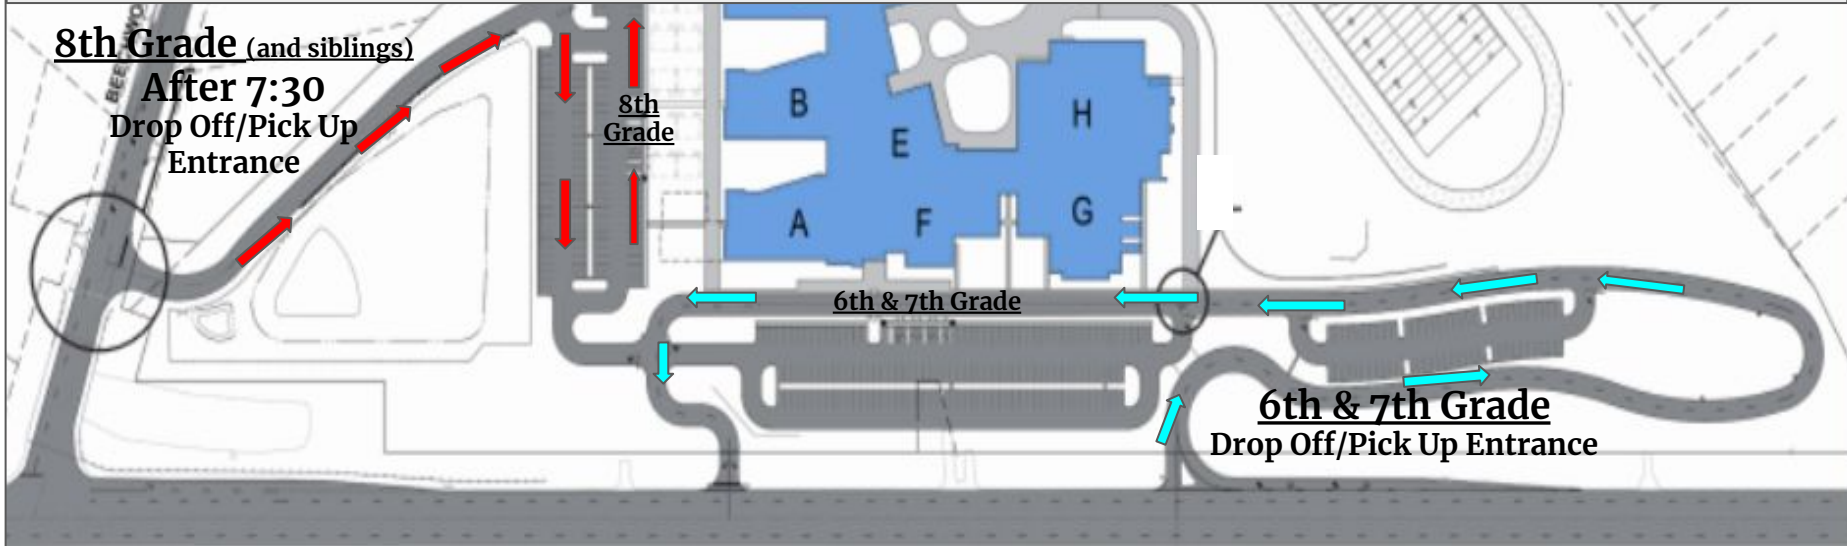 8th Grade (and siblings)
After 7:30
Drop Off/Pick Up
Entrance
8th
Grade
B
E
H
A
F
G
6th & 7th Grade
6th & 7th Grade
Drop Off/Pick Up Entrance